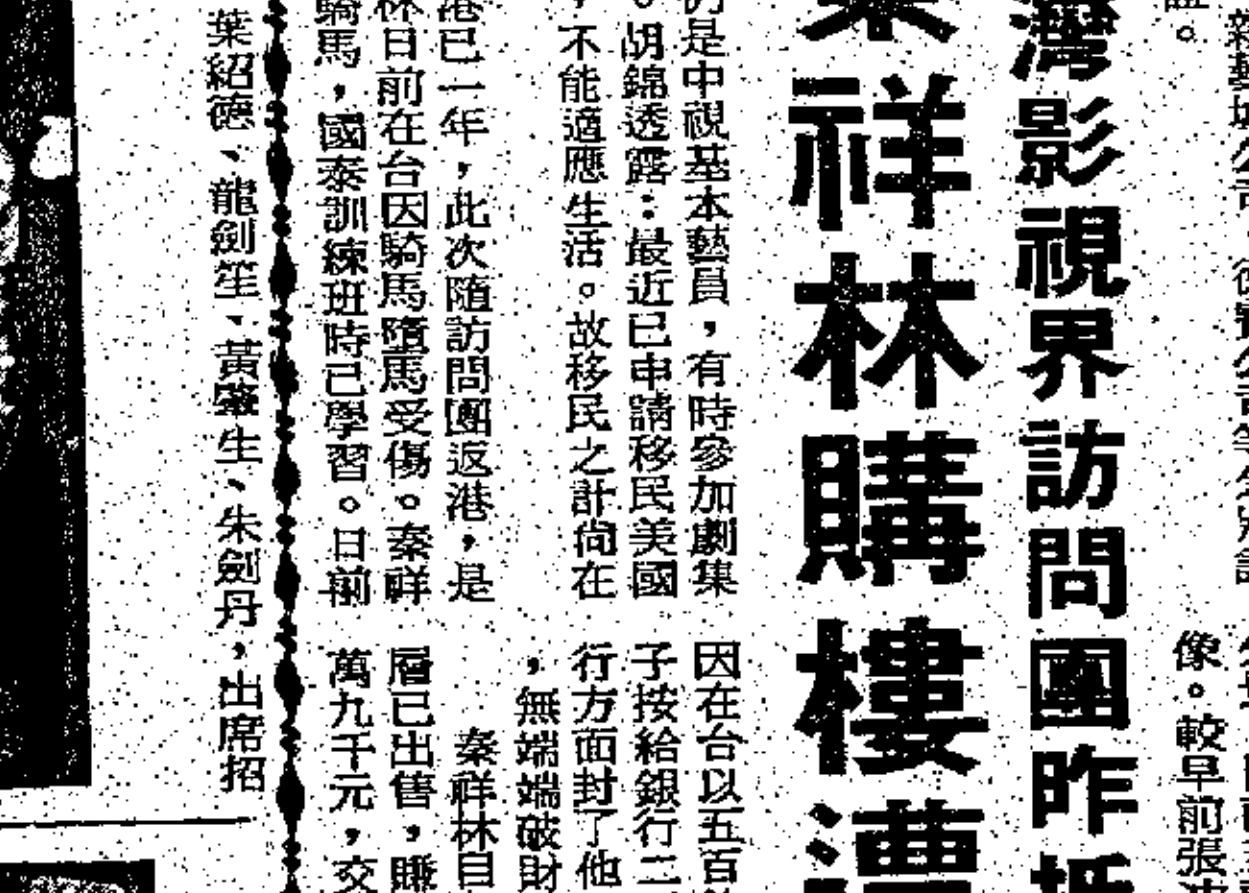 新藝城公司
公司等分別
像。較早前張
灣影視界訪問團昨抵
秦祥林購樓遭
仍是中視基本藝員,有時參加劇集
。胡錦透露:最近已申請移民美國
,不能適應生活。故移民之計尚在
因在台以五百
子按給銀行二
行方面封了他
,無端端破財
港已一年,此次隨訪問團返港,是
林日前在台因騎馬墮馬受傷。秦祥
騎馬,國泰訓練班時已學習。日前
秦祥林自
層已出售,賺
萬九千元,交
葉紹德、龍劍笙、黃肇生、朱劍丹,出席招